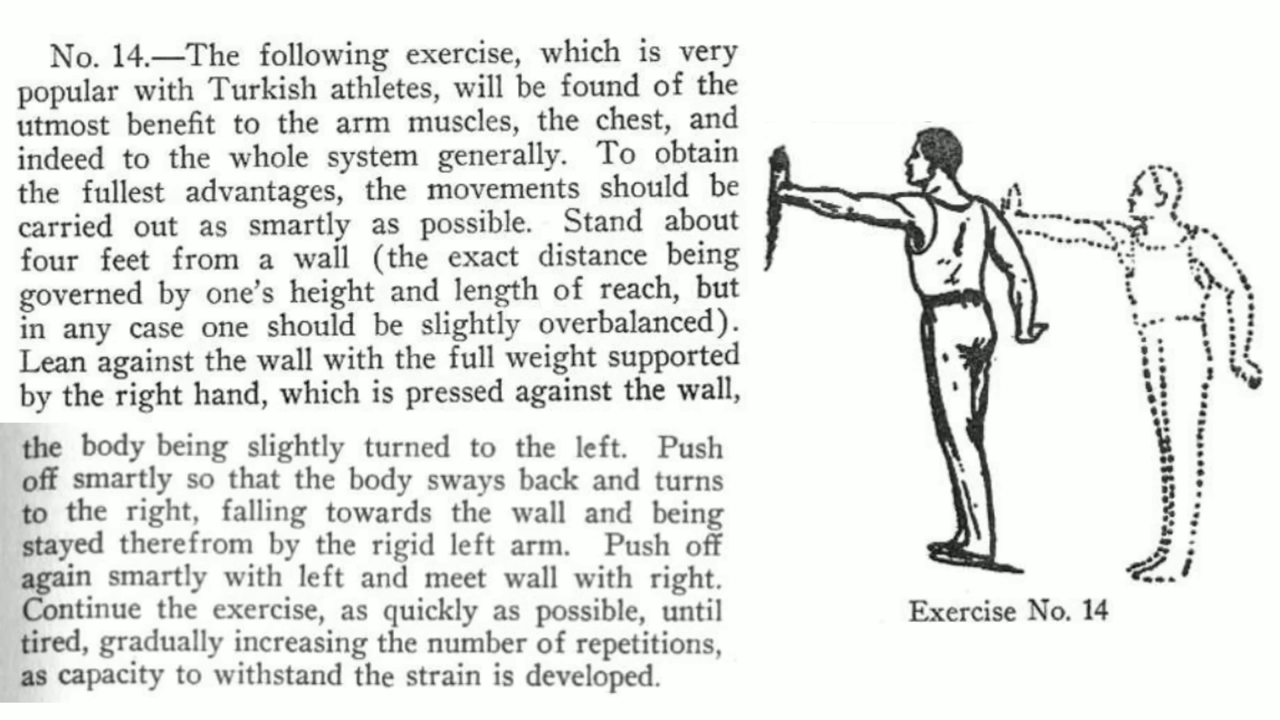 No. 14.—The following exercise, which is very
popular with Turkish athletes, will be found of the
utmost benefit to the arm muscles, the chest, and
indeed to the whole system generally. To obtain
the fullest advantages, the movements should be
carried out as smartly as possible. Stand about
four feet from a wall (the exact distance being
governed by one's height and length of reach, but
in any case one should be slightly overbalanced).
Lean against the wall with the full weight supported
by the right hand, which is pressed against the wall,
the body being slightly turned to the left. Push
off smartly so that the body sways back and turns
to the right, falling towards the wall and being
stayed therefrom by the rigid left arm. Push off
again smartly with left and meet wall with right.
Continue the exercise, as quickly as possible, until
tired, gradually increasing the number of repetitions,
as capacity to withstand the strain is developed.
Exercise No. 14